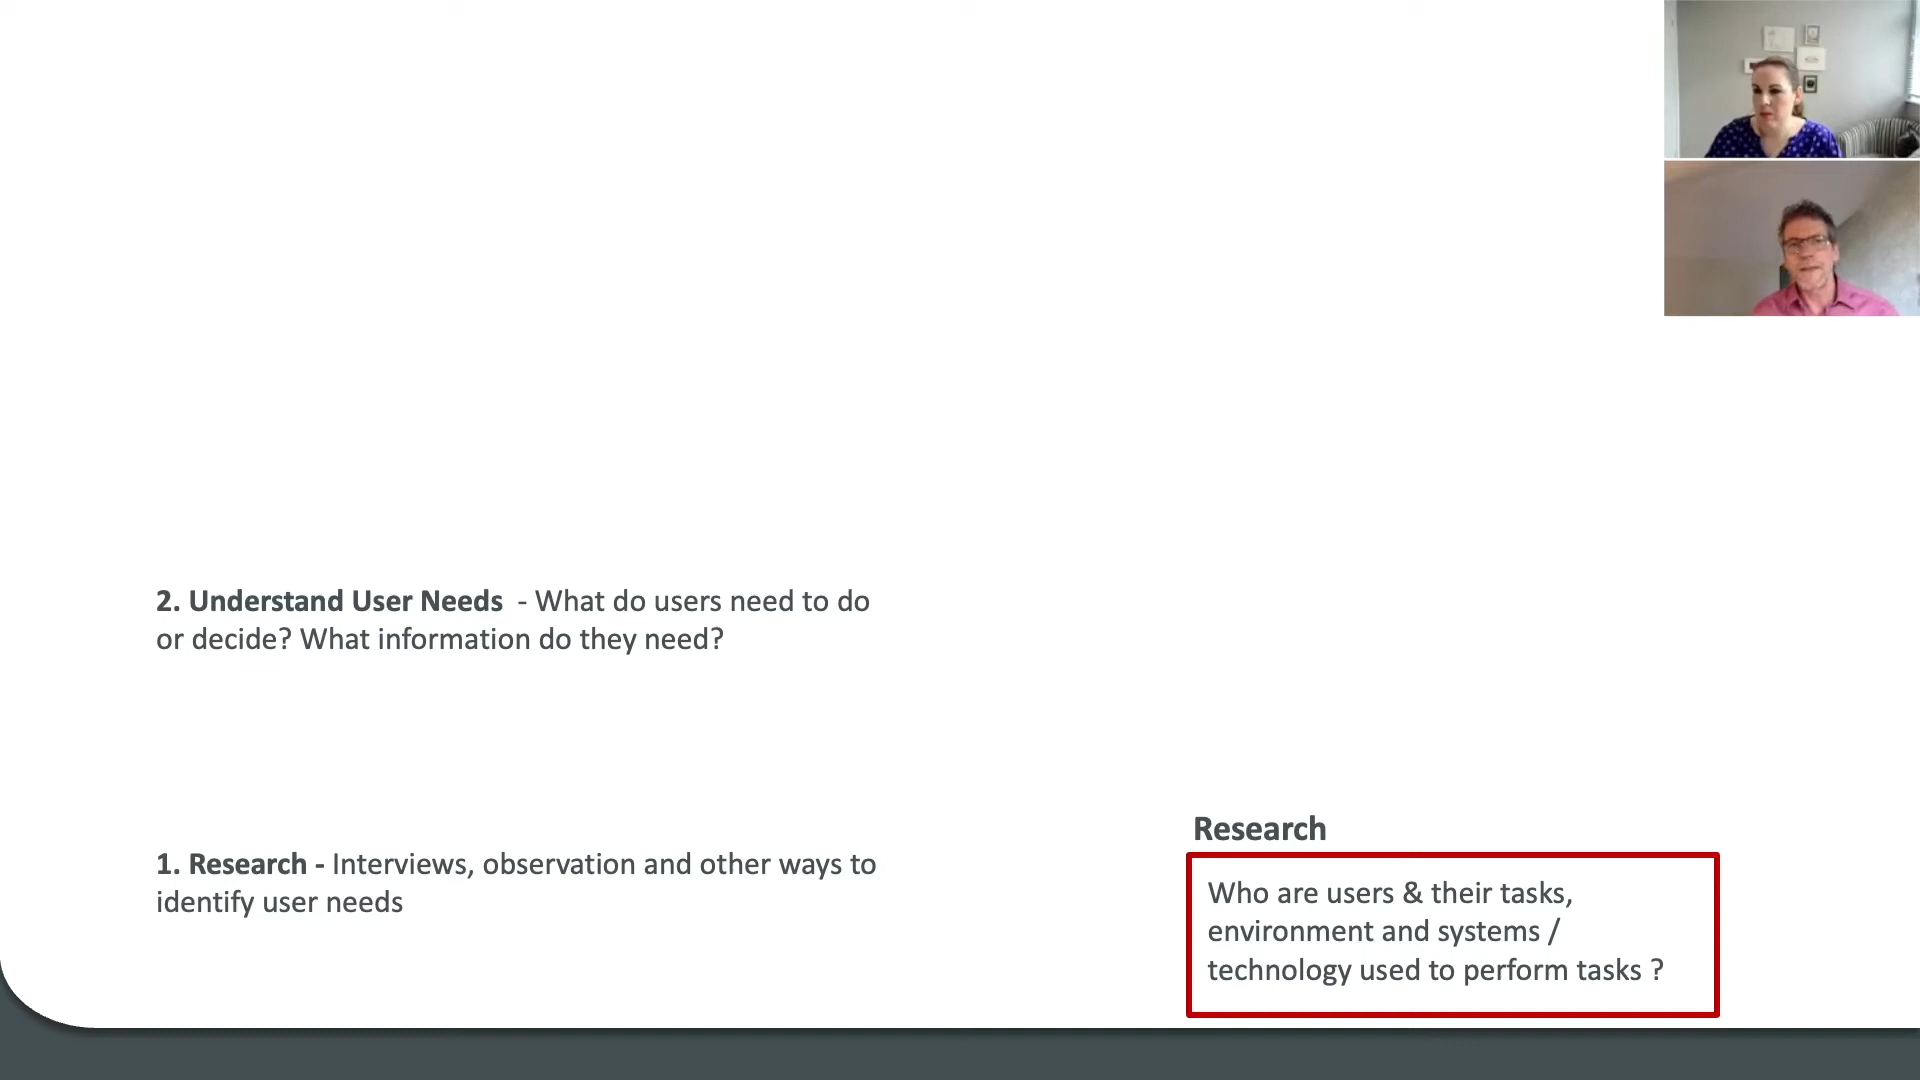 2. Understand User Needs - What do users need to do
or decide? What information do they need?
1. Research - Interviews, observation and other ways to
identify user needs
Research
Who are users & their tasks,
environment and systems /
technology used to perform tasks ?